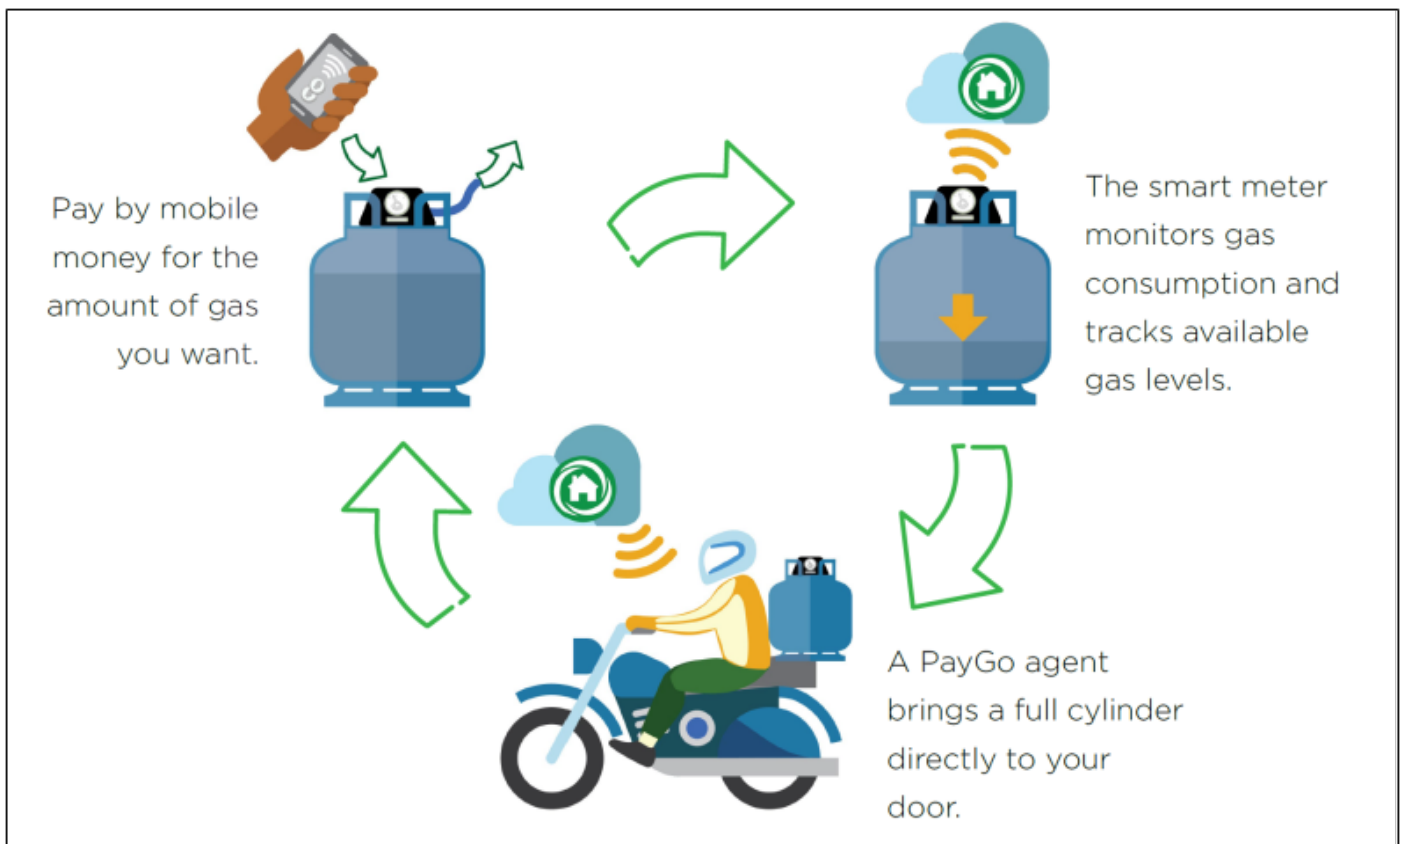 GO
Pay by mobile
money for the
amount of gas
you want.
The smart meter
monitors gas
consumption and
tracks available
gas levels.
A PayGo agent
brings a full cylinder
directly to your
door.